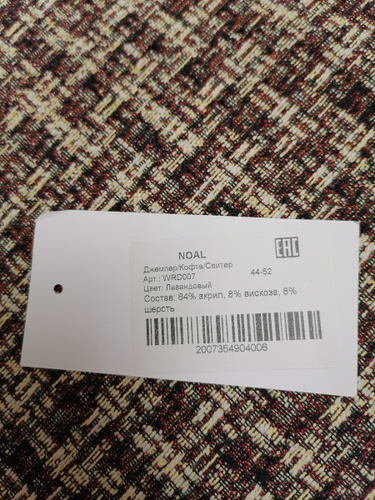 NOAL
EAC
Джемпер/Кофта/Свитер
44-52
Арт.: WRD007
Цвет: Лавандовый
Состав: 84% акрил, 8% вискоза, 8%
шерсть
2007354904006